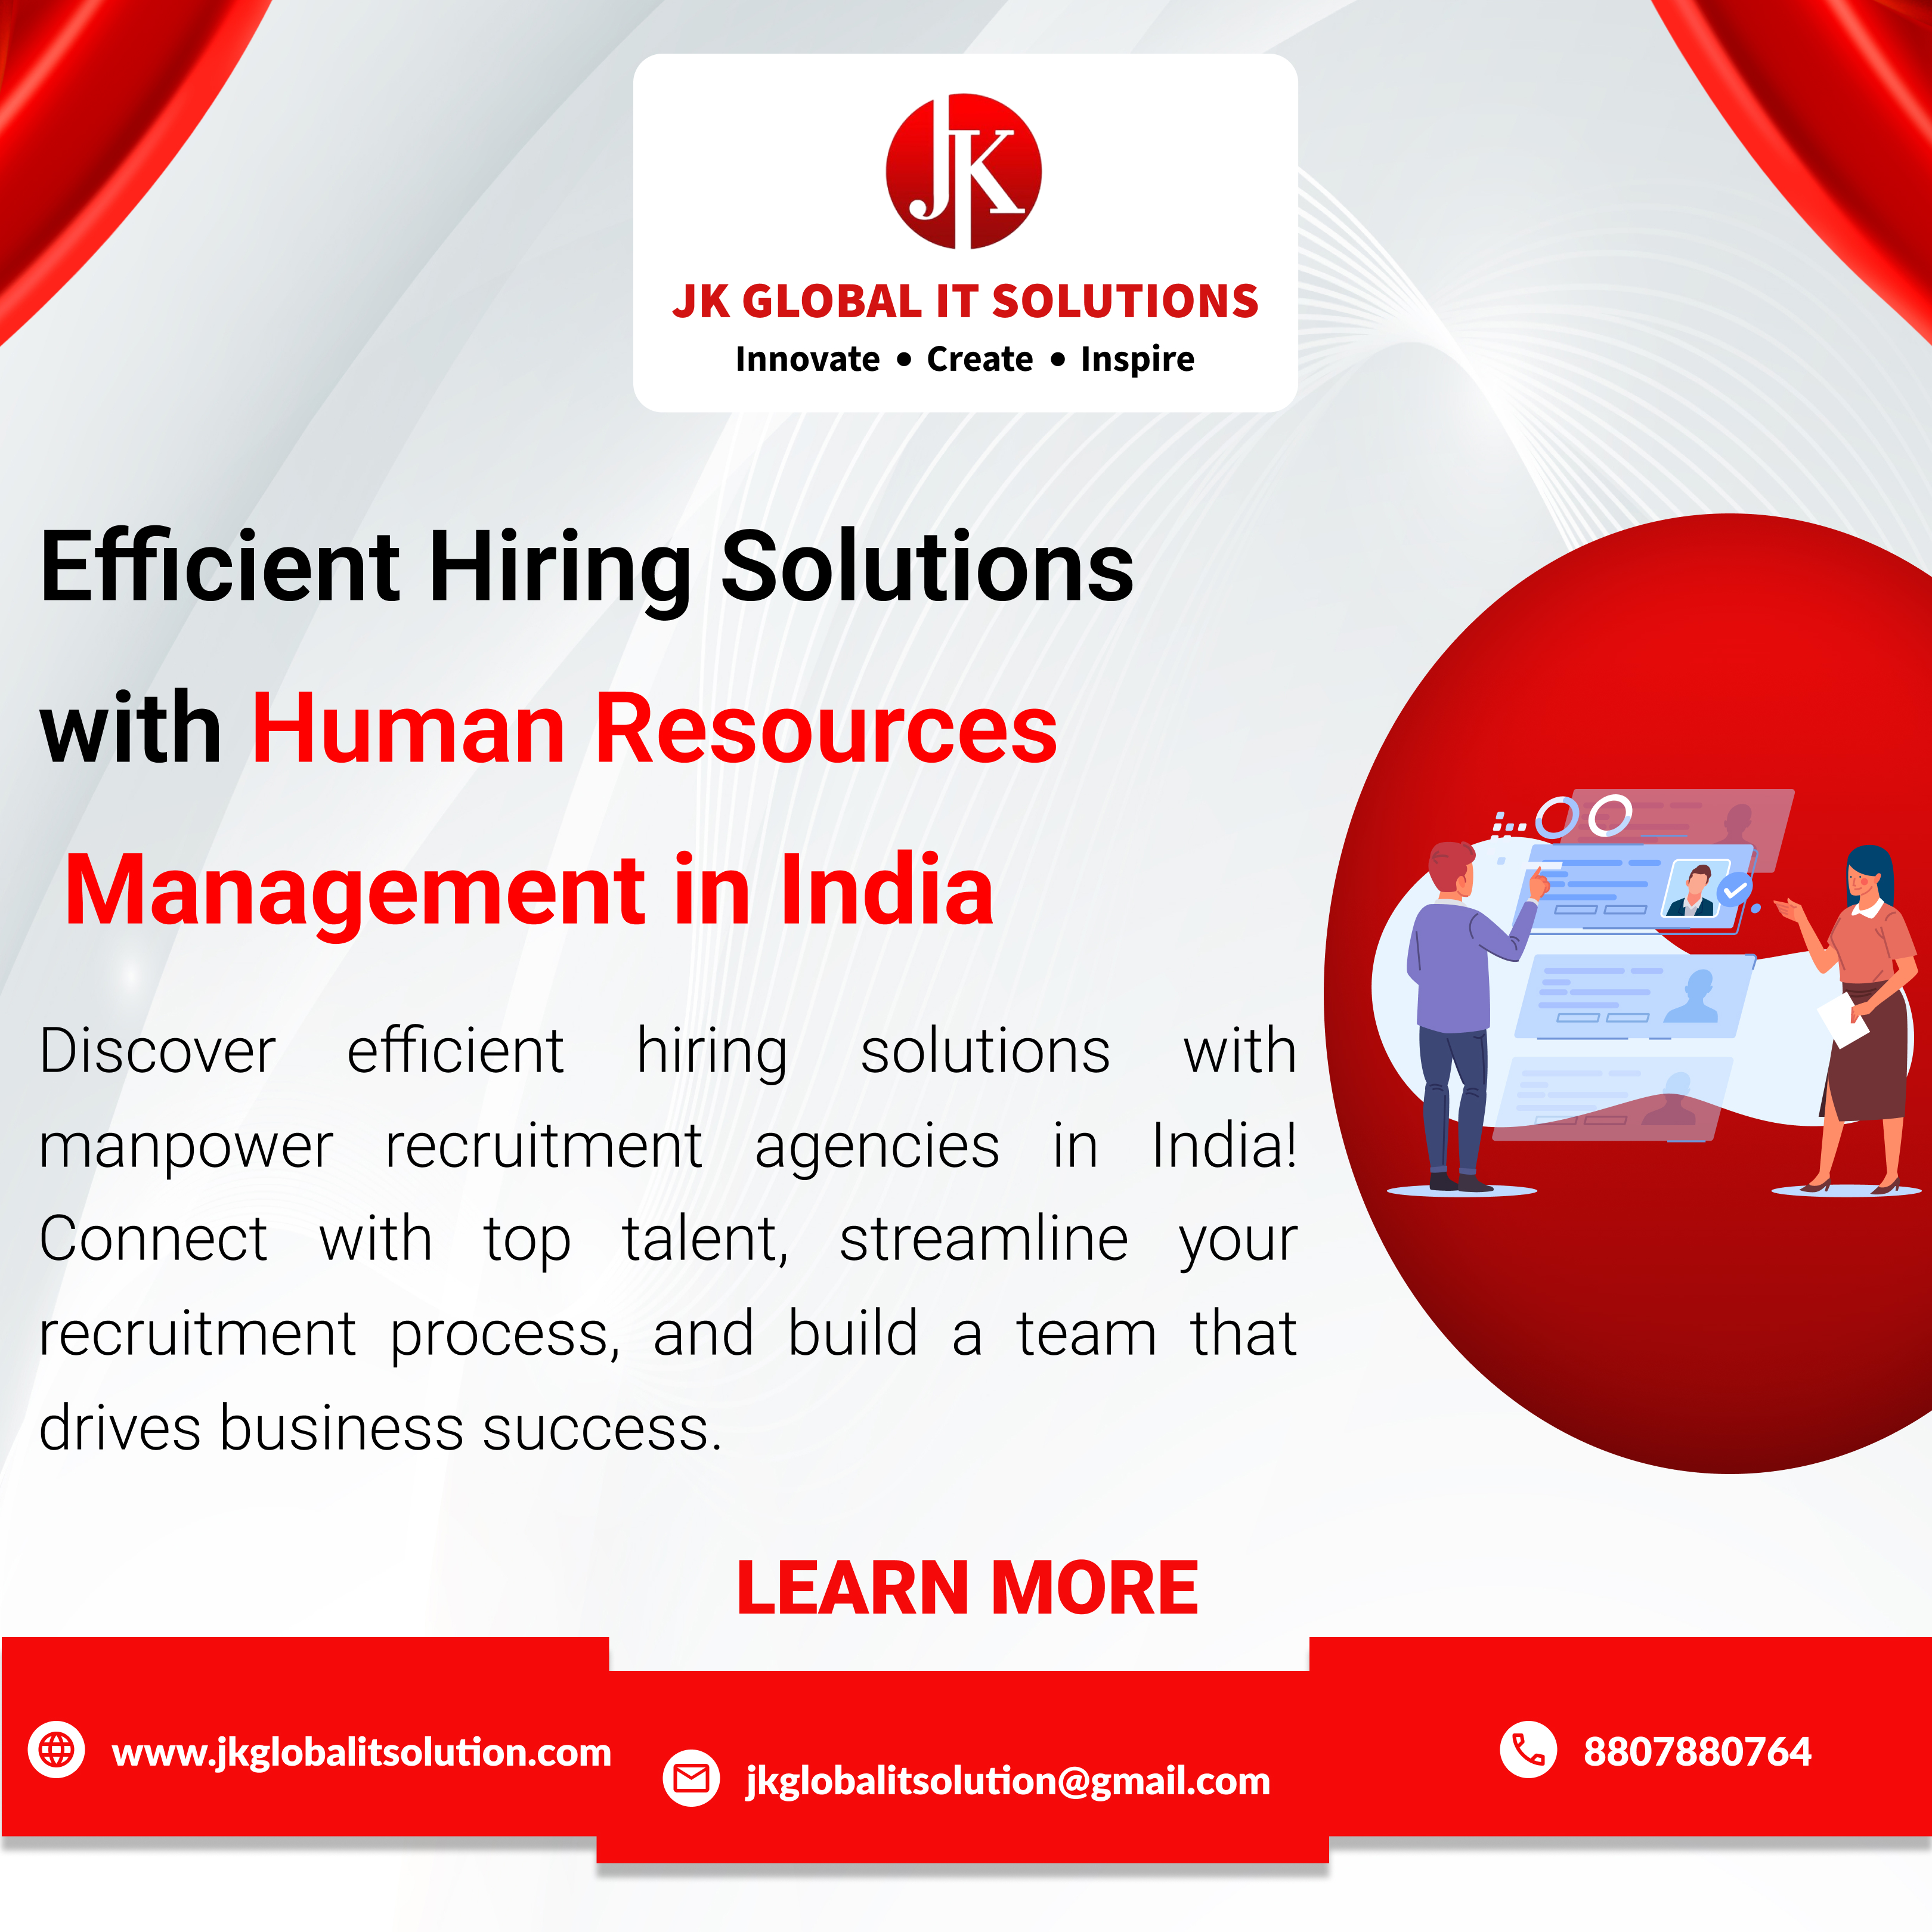 JK
JK GLOBAL IT SOLUTIONS
Innovate • Create • Inspire
Efficient Hiring Solutions
with Human Resources
Management in India
Discover efficient hiring solutions with
manpower recruitment agencies in India!
Connect with top talent, streamline your
recruitment process, and build a team that
drives business success.
LEARN MORE
www.jkglobalitsolution.com
jkglobalitsolution@gmail.com
8807880764